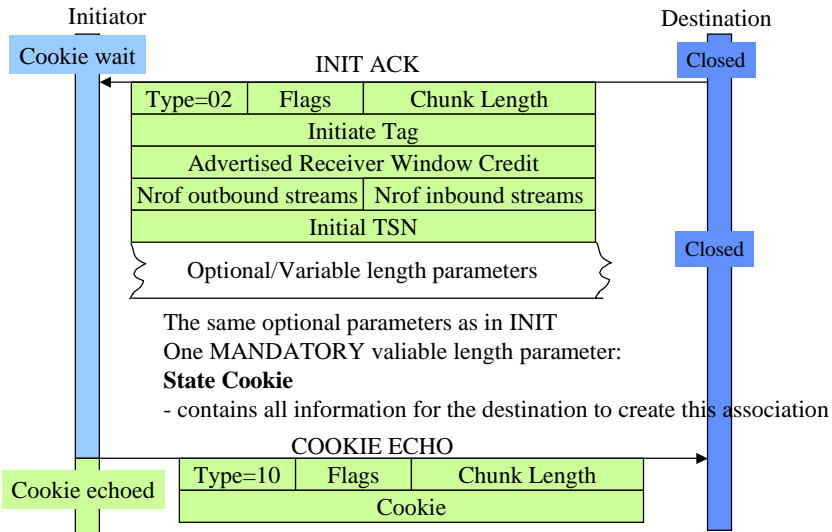 Initiator
Destination
Cookie wait
INIT ACK
Closed
Type=02 Flags Chunk Length
Initiate Tag
Advertised Receiver Window Credit
Nrof outbound streams Nrof inbound streams
Initial TSN
Closed
Optional/Variable length parameters
The same optional parameters as in INIT
One MANDATORY valiable length parameter:
State Cookie
- contains all information for the destination to create this association
COOKIE ECHO
Cookie echoed
Type=10 Flags Chunk Length
Cookie